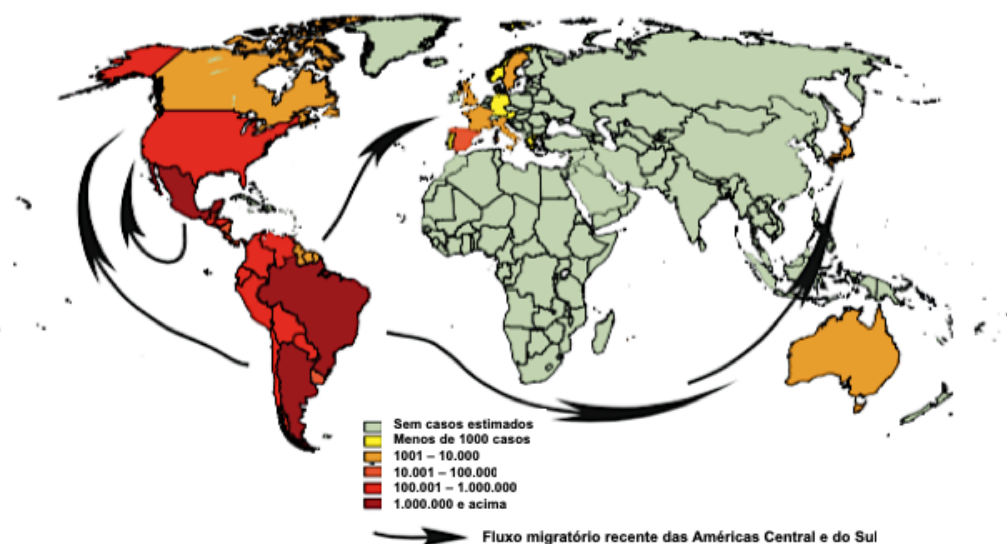 Sem casos estimados
Menos de 1000 casos
1001 – 10.000
10.001 – 100.000
100.001 – 1.000.000
1.000.000 e acima
Fluxo migratório recente das Américas Central e do Sul